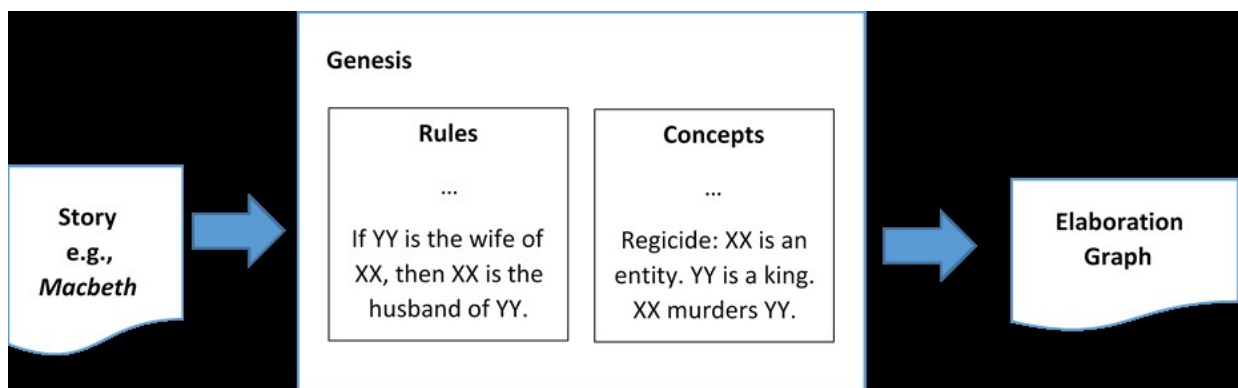 Genesis
Rules
...
If YY is the wife of
XX, then XX is the
husband of YY.
Concepts
...
Regicide: XX is an
entity. YY is a king.
XX murders YY.
Story
e.g.,
Macbeth
Elaboration
Graph